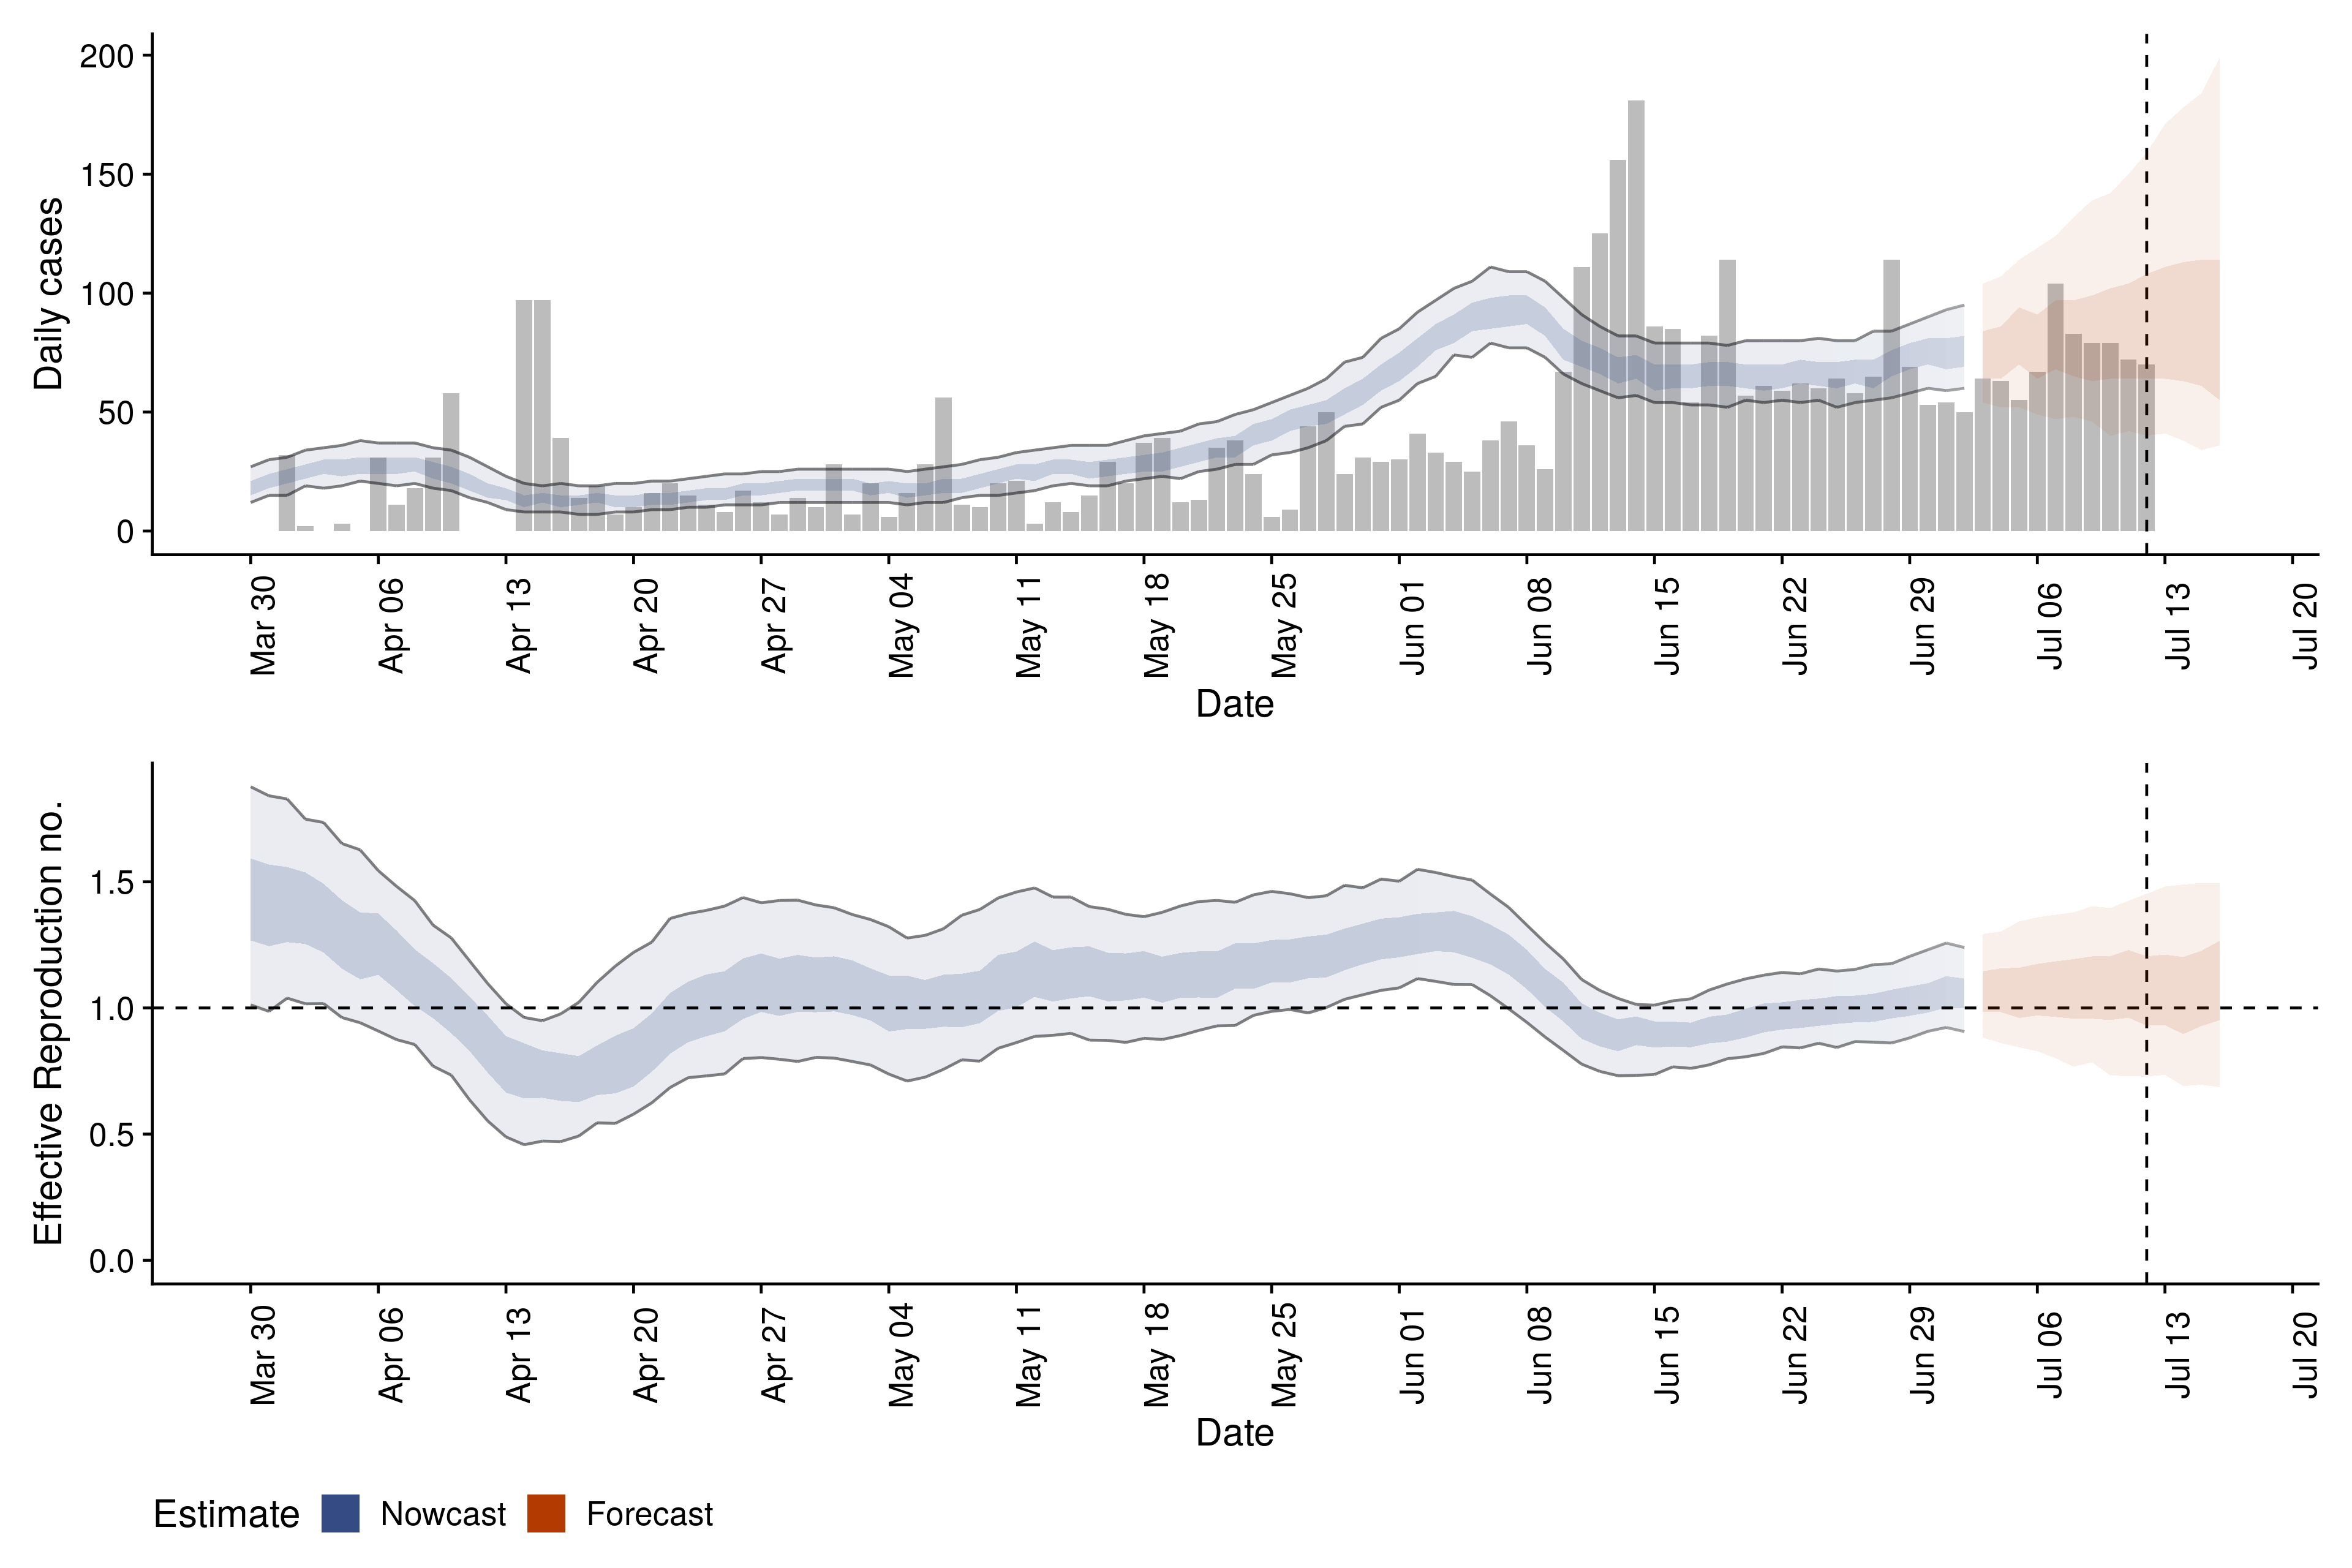 Daily cases
200
150
100
50
0
Mar 30
Apr 06
Apr 13
Apr 20
Apr 27
May 04
May 11
May 18
May 25
Jun 01
Jun 08
Jun 15
Jun 22
Jun 29
Jul 06
Jul 13
Jul 20
Date
Effective Reproduction no.
1.5
1.0
0.5
0.0
Mar 30
Apr 06
Apr 13
Apr 20
Apr 27
May 04
May 11
May 18
May 25
Jun 01
Jun 08
Jun 15
Jun 22
Jun 29
Jul 06
Jul 13
Jul 20
Date
Estimate Nowcast Forecast